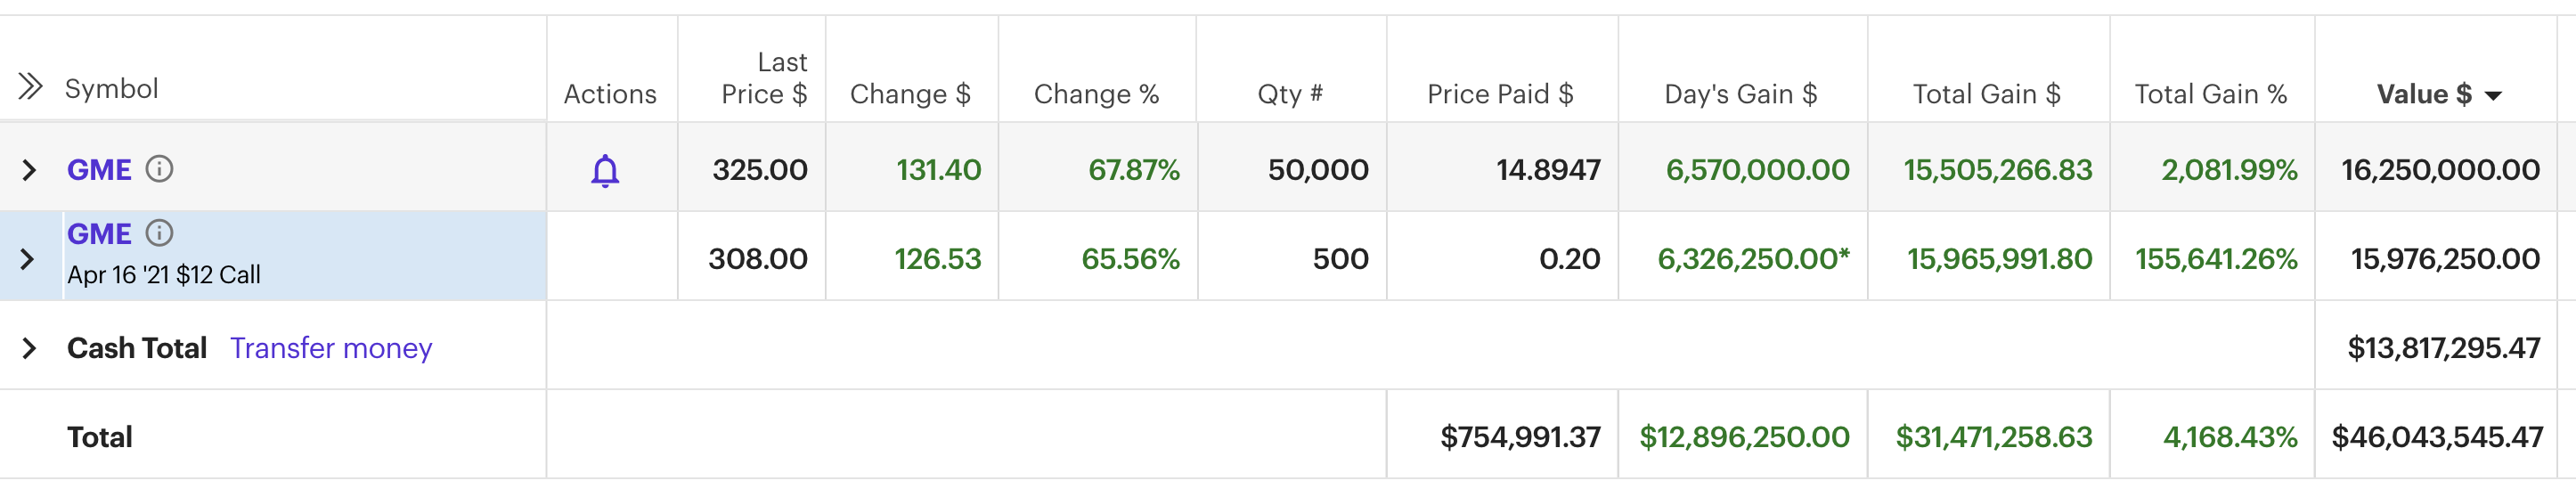 Symbol Actions Last Price $ Change $ Change % Qty # Price Paid $ Day's Gain $ Total Gain $ Total Gain % Value $
GME 325.00 131.40 67.87% 50,000 14.8947 6,570,000.00 15,505,266.83 2,081.99% 16,250,000.00
GME
Apr 16 '21 $12 Call 308.00 126.53 65.56% 500 0.20 6,326,250.00* 15,965,991.80 155,641.26% 15,976,250.00
Cash Total Transfer money $13,817,295.47
Total $754,991.37 $12,896,250.00 $31,471,258.63 4,168.43% $46,043,545.47